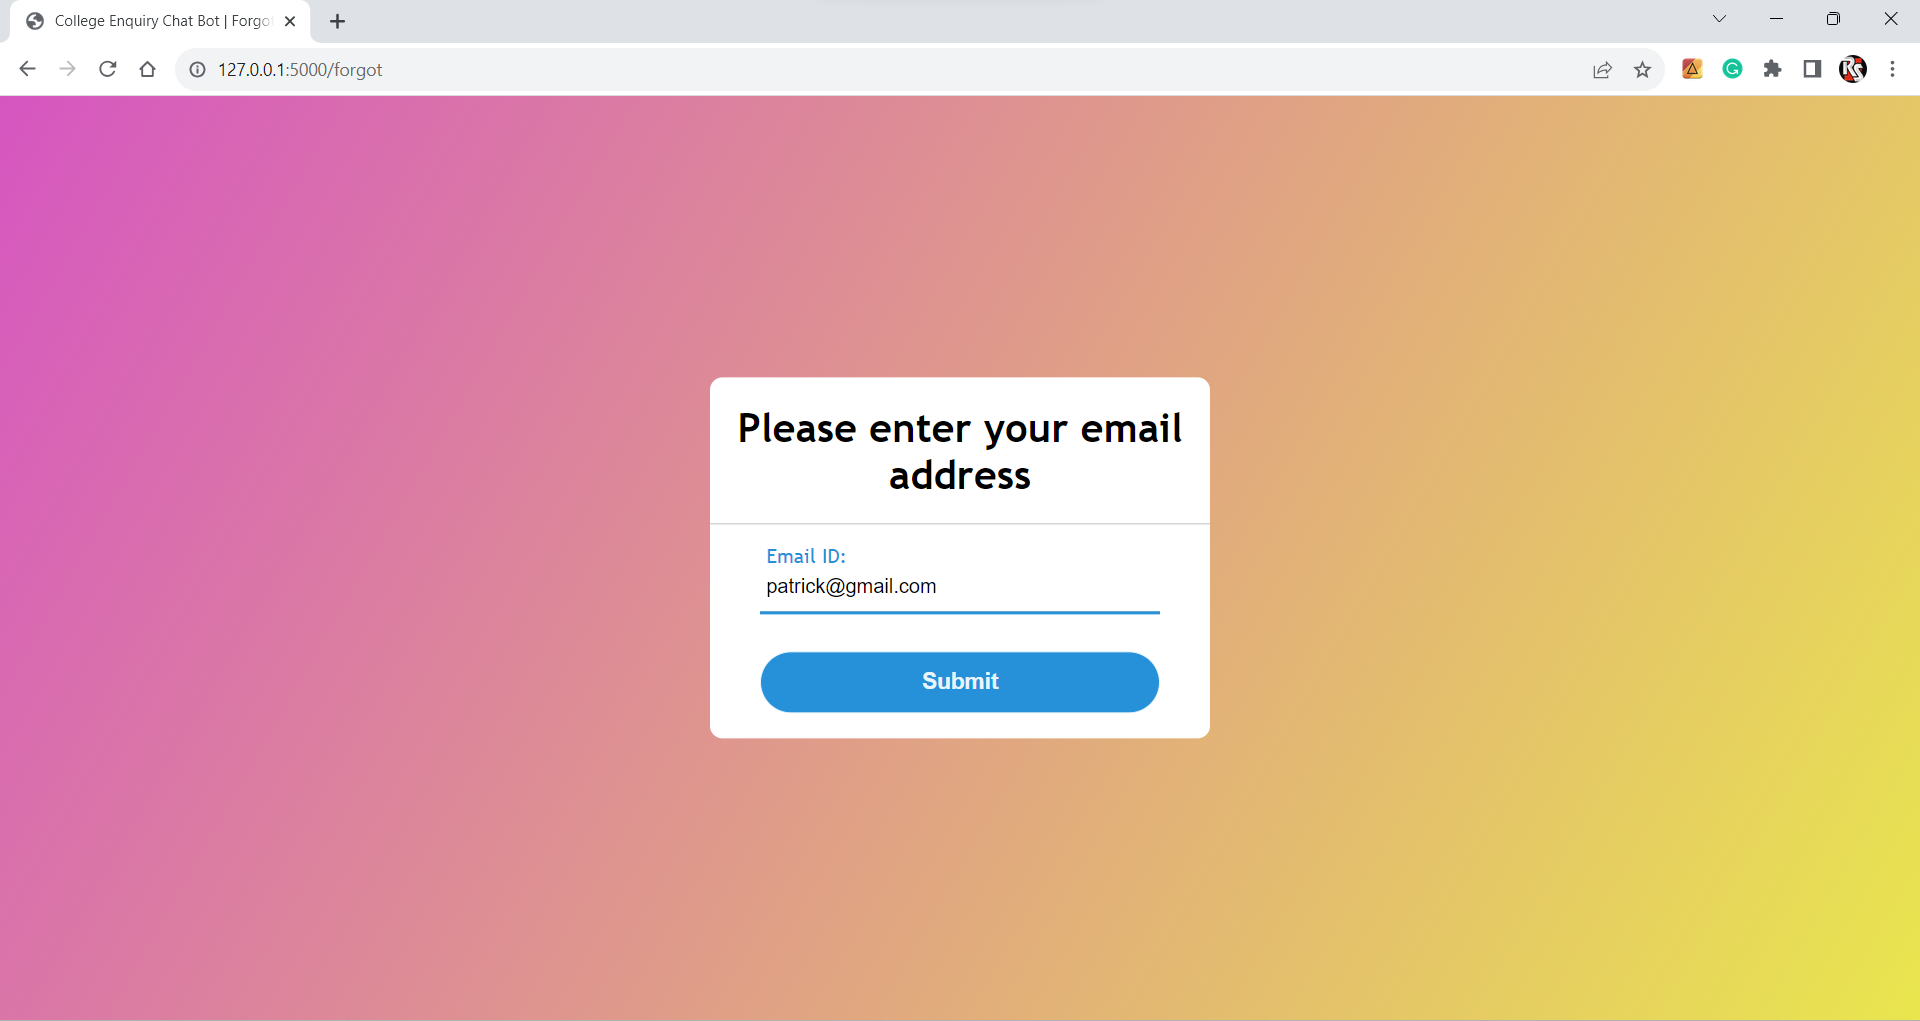 College Enquiry Chat Bot | Forgo
127.0.0.1:5000/forgot
Please enter your email
address
Email ID:
patrick@gmail.com
Submit